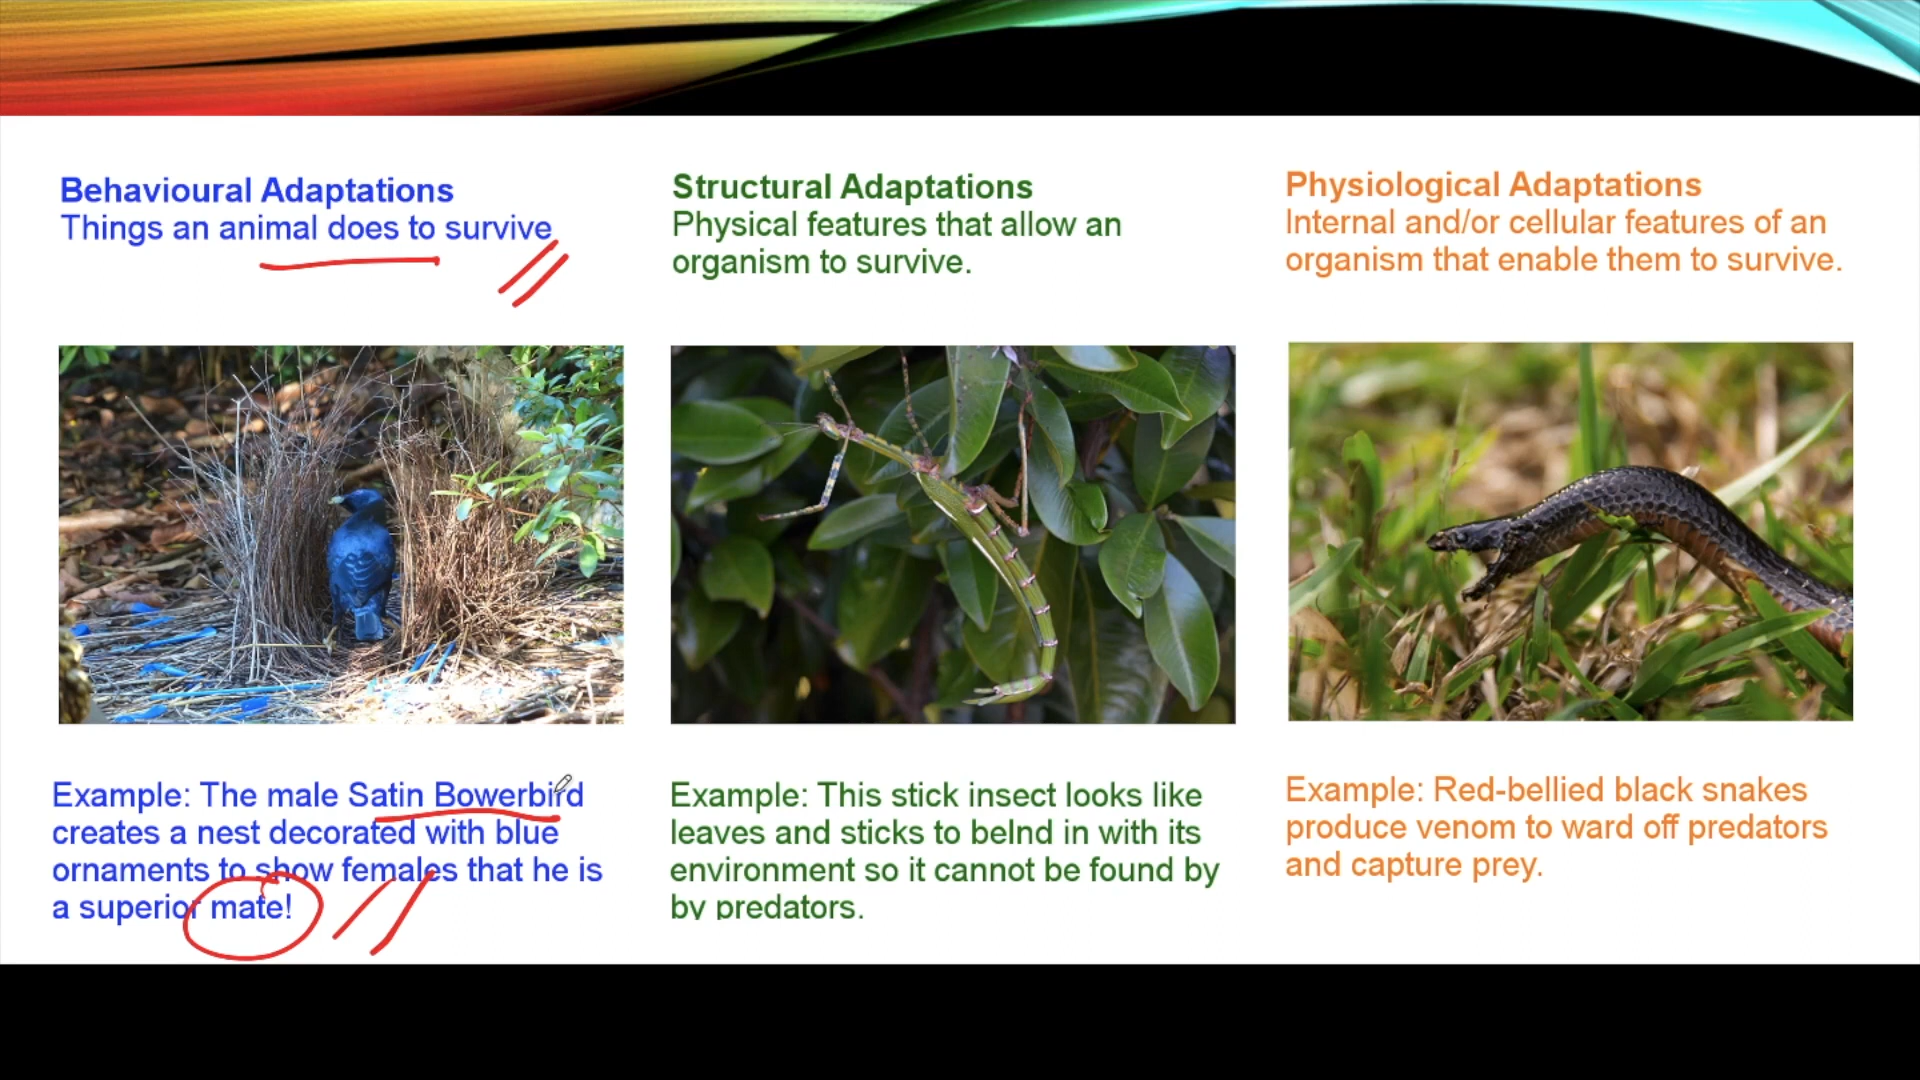 Behavioural Adaptations
Things an animal does to survive
Structural Adaptations
Physical features that allow an
organism to survive.
Physiological Adaptations
Internal and/or cellular features of an
organism that enable them to survive.
Example: The male Satin Bowerbird
creates a nest decorated with blue
ornaments to show females that he is
a superior mate!
Example: This stick insect looks like
leaves and sticks to belnd in with its
environment so it cannot be found by
by predators.
Example: Red-bellied black snakes
produce venom to ward off predators
and capture prey.